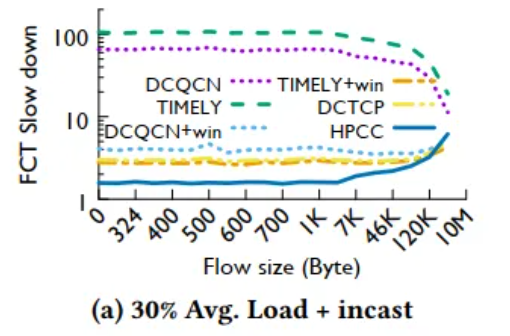 100
10
1
FCT Slow down
DCQCN
TIMELY
DCQCN+win
TIMELY+win
DCTCP
HPCC
0 324 400 500 600 700 1K 7K 46K 120K 10M
Flow size (Byte)
(a) 30% Avg. Load + incast